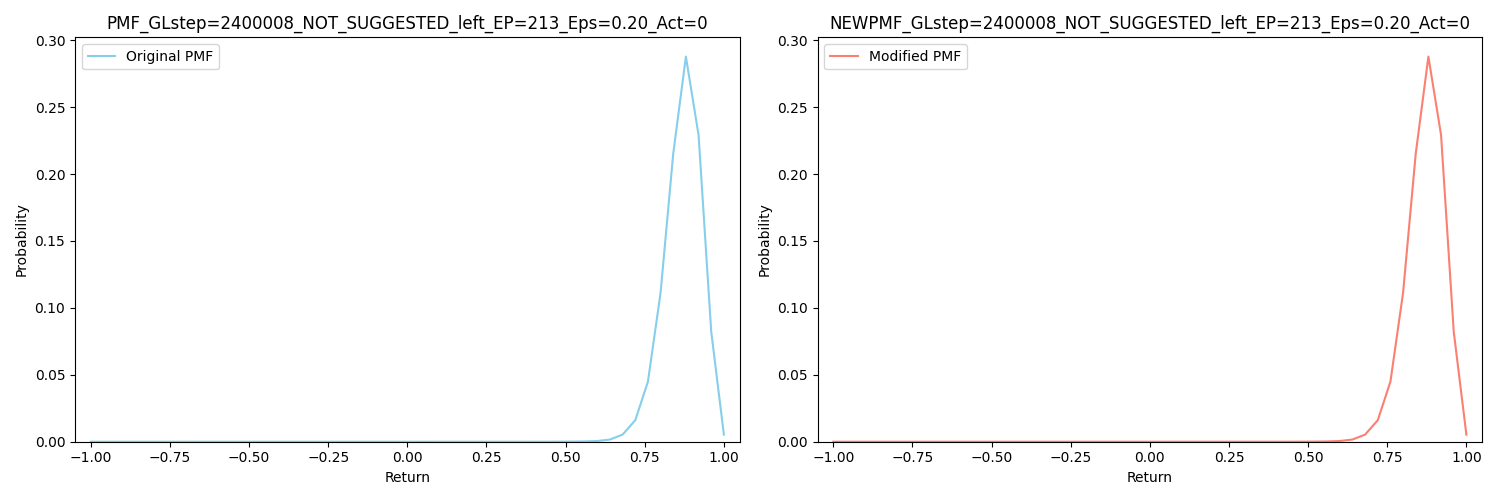 PMF_GLstep=2400008_NOT_SUGGESTED_left_EP=213_Eps=0.20_Act=0
Original PMF
0.30
0.25
0.20
0.15
0.10
0.05
0.00
Probability
−1.00 −0.75 −0.50 −0.25 0.00 0.25 0.50 0.75 1.00
Return
NEWPMF_GLstep=2400008_NOT_SUGGESTED_left_EP=213_Eps=0.20_Act=0
Modified PMF
0.30
0.25
0.20
0.15
0.10
0.05
0.00
Probability
−1.00 −0.75 −0.50 −0.25 0.00 0.25 0.50 0.75 1.00
Return